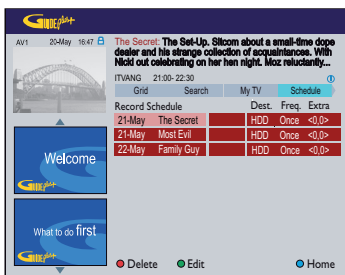 GUIDE Plus+
AV1 20-May 16:47
The Secret: The Set-Up. Sitcom about a small-time dope
dealer and his strange collection of acquaintances. With
Nicki out celebrating on her hen night. Moz reluctantly...
ITVANG 21:00- 22:30
Grid Search My TV Schedule
Record Schedule Dest. Freq. Extra
21-May The Secret HDD Once <0,0>
21-May Most Evil HDD Once <0,0>
22-May Family Guy HDD Once <0,0>
Welcome
GUIDE Plus+
What to do first
GUIDE Plus+
Delete Edit Home